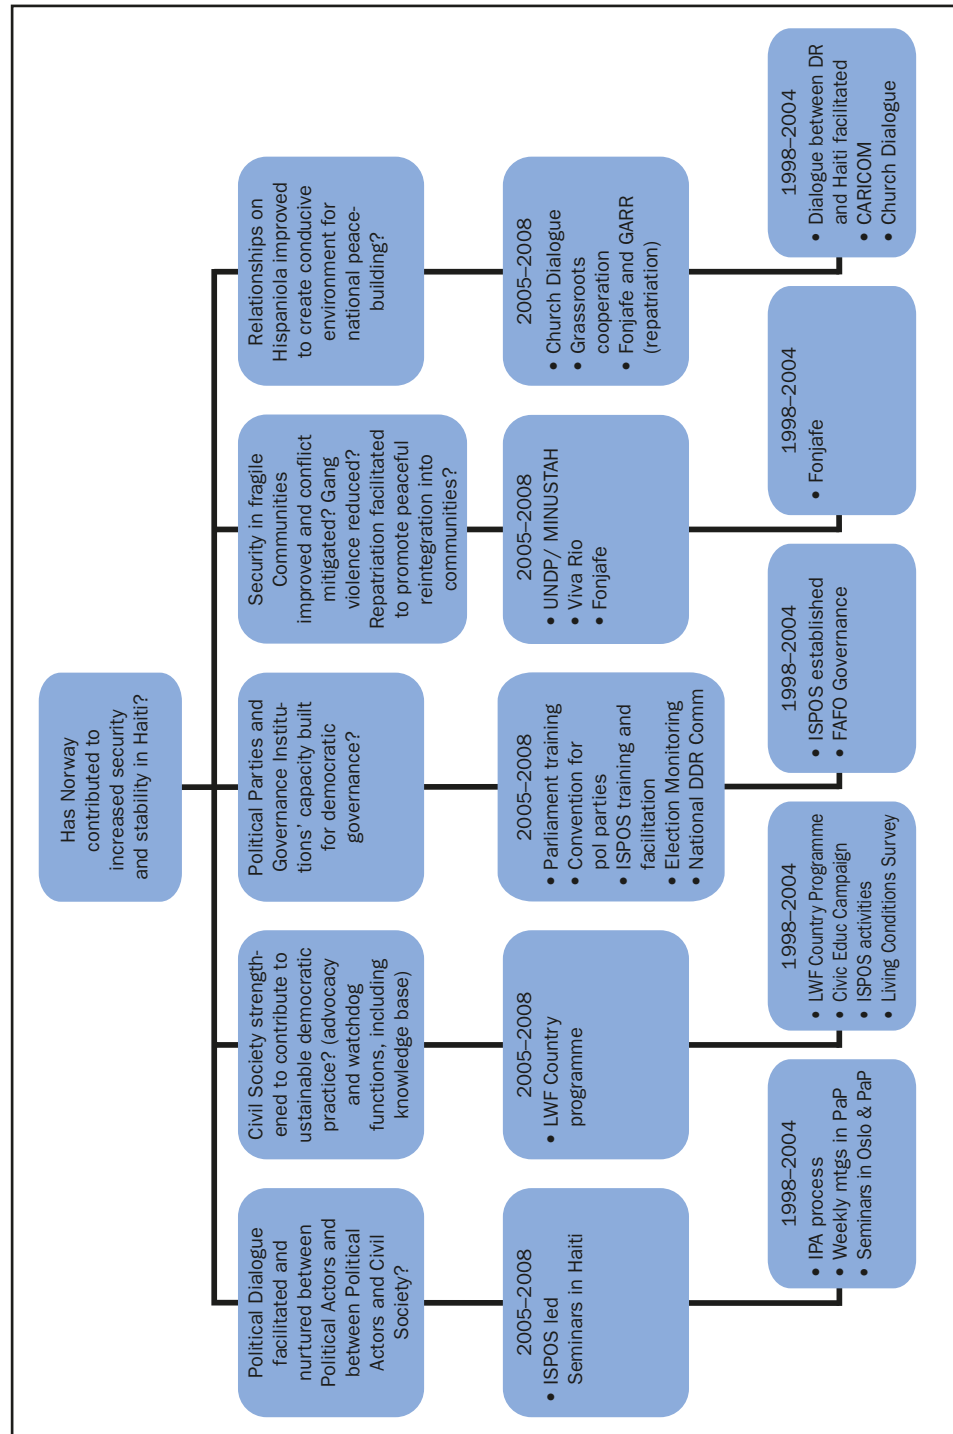 Has Norway
contributed to
increased security
and stability in Haiti?
Political Dialogue
facilitated and
nurtured between
Political Actors and
between Political
Actors and Civil
Society?
Civil Society strength-
ened to contribute to
ustainable democratic
practice? (advocacy
and watchdog
functions, including
knowledge base)
Political Parties and
Governance Institu-
tions' capacity built
for democratic
governance?
Security in fragile
Communities
improved and conflict
mitigated? Gang
violence reduced?
Repatriation facilitated
to promote peaceful
reintegration into
communities?
Relationships on
Hispaniola improved
to create conducive
environment for
national peace-
building?
2005–2008
• ISPOS led
Seminars in Haiti
2005–2008
• LWF Country
programme
2005–2008
• Parliament training
• Convention for
pol parties
• ISPOS training and
facilitation
• Election Monitoring
• National DDR Comm
2005–2008
• UNDP/ MINUSTAH
• Viva Rio
• Fonjafe
2005–2008
• Church Dialogue
• Grassroots
cooperation
• Fonjafe and GARR
(repatriation)
1998–2004
• IPA process
• Weekly mtgs in PaP
• Seminars in Oslo & PaP
1998–2004
• LWF Country Programme
• Civic Educ Campaign
• ISPOS activities
• Living Conditions Survey
1998–2004
• ISPOS established
• FAFO Governance
1998–2004
• Fonjafe
1998–2004
• Dialogue between DR
and Haiti facilitated
• CARICOM
• Church Dialogue